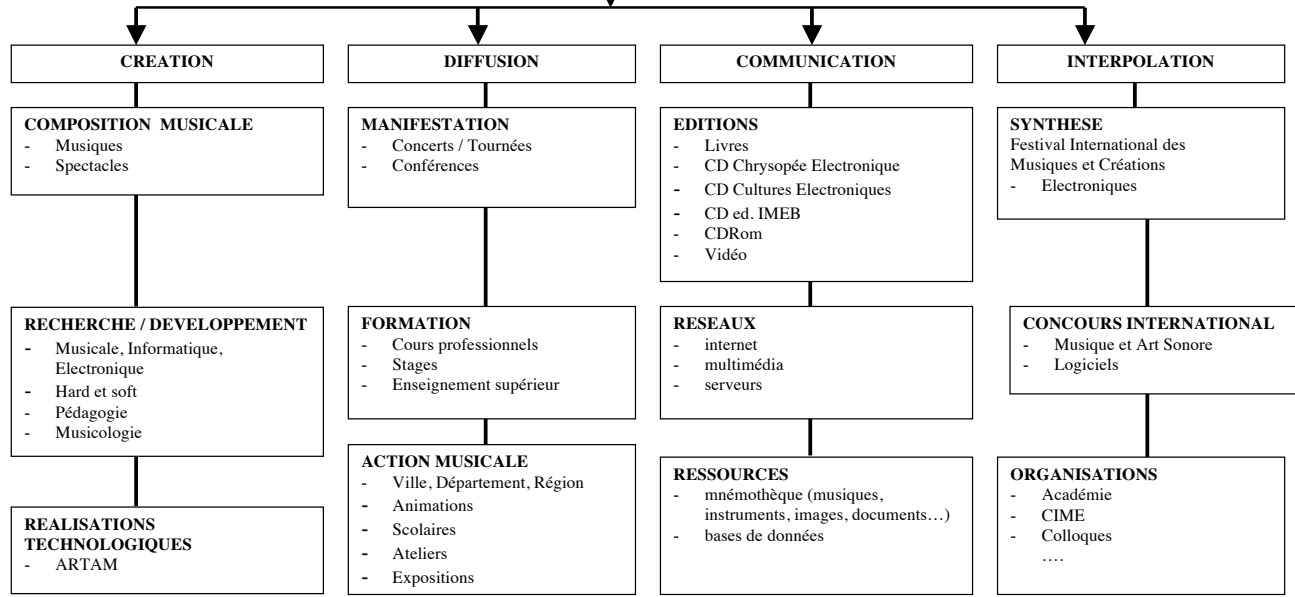 CREATION
COMPOSITION MUSICALE
- Musiques
- Spectacles
RECHERCHE / DEVELOPPEMENT
- Musicale, Informatique,
Electronique
- Hard et soft
- Pédagogie
- Musicologie
REALISATIONS
TECHNOLOGIQUES
- ARTAM
DIFFUSION
MANIFESTATION
- Concerts / Tournées
- Conférences
FORMATION
- Cours professionnels
- Stages
- Enseignement supérieur
ACTION MUSICALE
- Ville, Département, Région
- Animations
- Scolaires
- Ateliers
- Expositions
COMMUNICATION
EDITIONS
- Livres
- CD Chrysopée Electronique
- CD Cultures Electroniques
- CD ed. IMEB
- CDRom
- Vidéo
RESEAUX
- internet
- multimédia
- serveurs
RESSOURCES
- mnémothèque (musiques,
instruments, images, documents…)
- bases de données
INTERPOLATION
SYNTHESE
Festival International des
Musiques et Créations
- Electroniques
CONCOURS INTERNATIONAL
- Musique et Art Sonore
- Logiciels
ORGANISATIONS
- Académie
- CIME
- Colloques
….